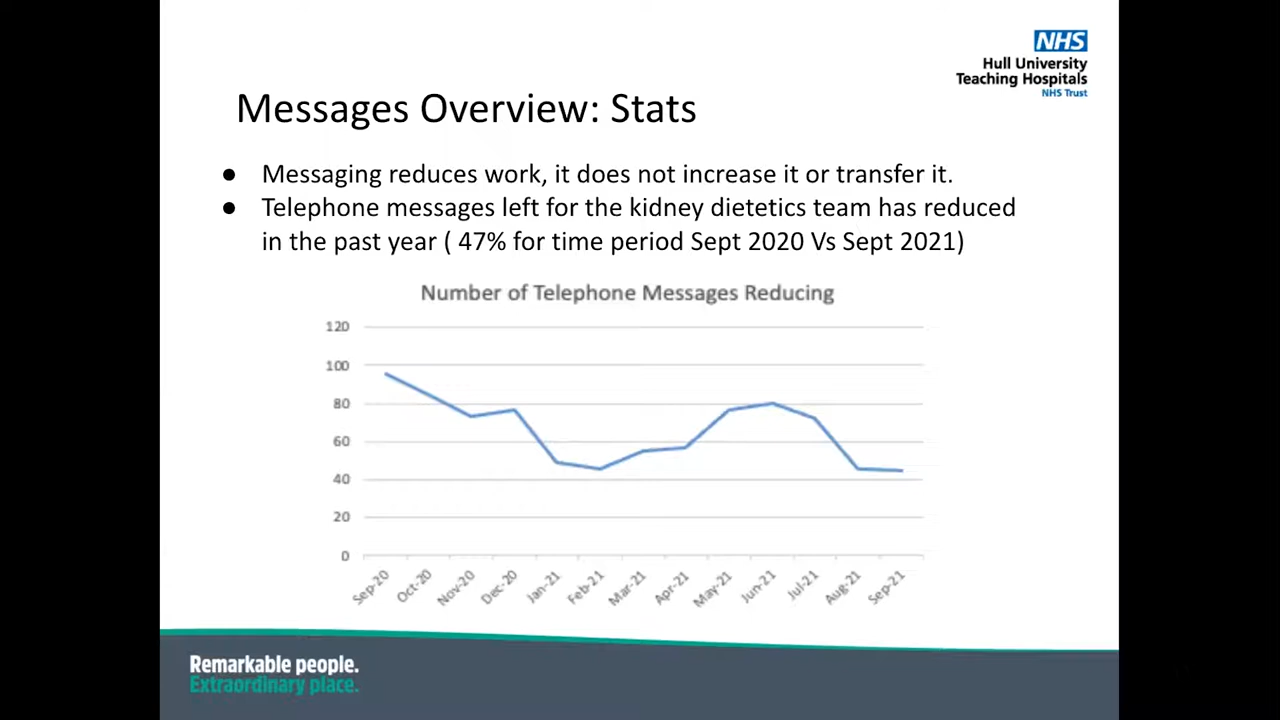 NHS
Hull University
Teaching Hospitals
NHS Trust
Messages Overview: Stats
● Messaging reduces work, it does not increase it or transfer it.
● Telephone messages left for the kidney dietetics team has reduced
in the past year ( 47% for time period Sept 2020 Vs Sept 2021)
Number of Telephone Messages Reducing
120
100
80
60
40
20
0
Sep-20 Oct-20 Nov-20 Dec-20 Jan-21 Feb-21 Mar-21 Apr-21 May-21 Jun-21 Jul-21 Aug-21 Sep-21
Remarkable people.
Extraordinary place.